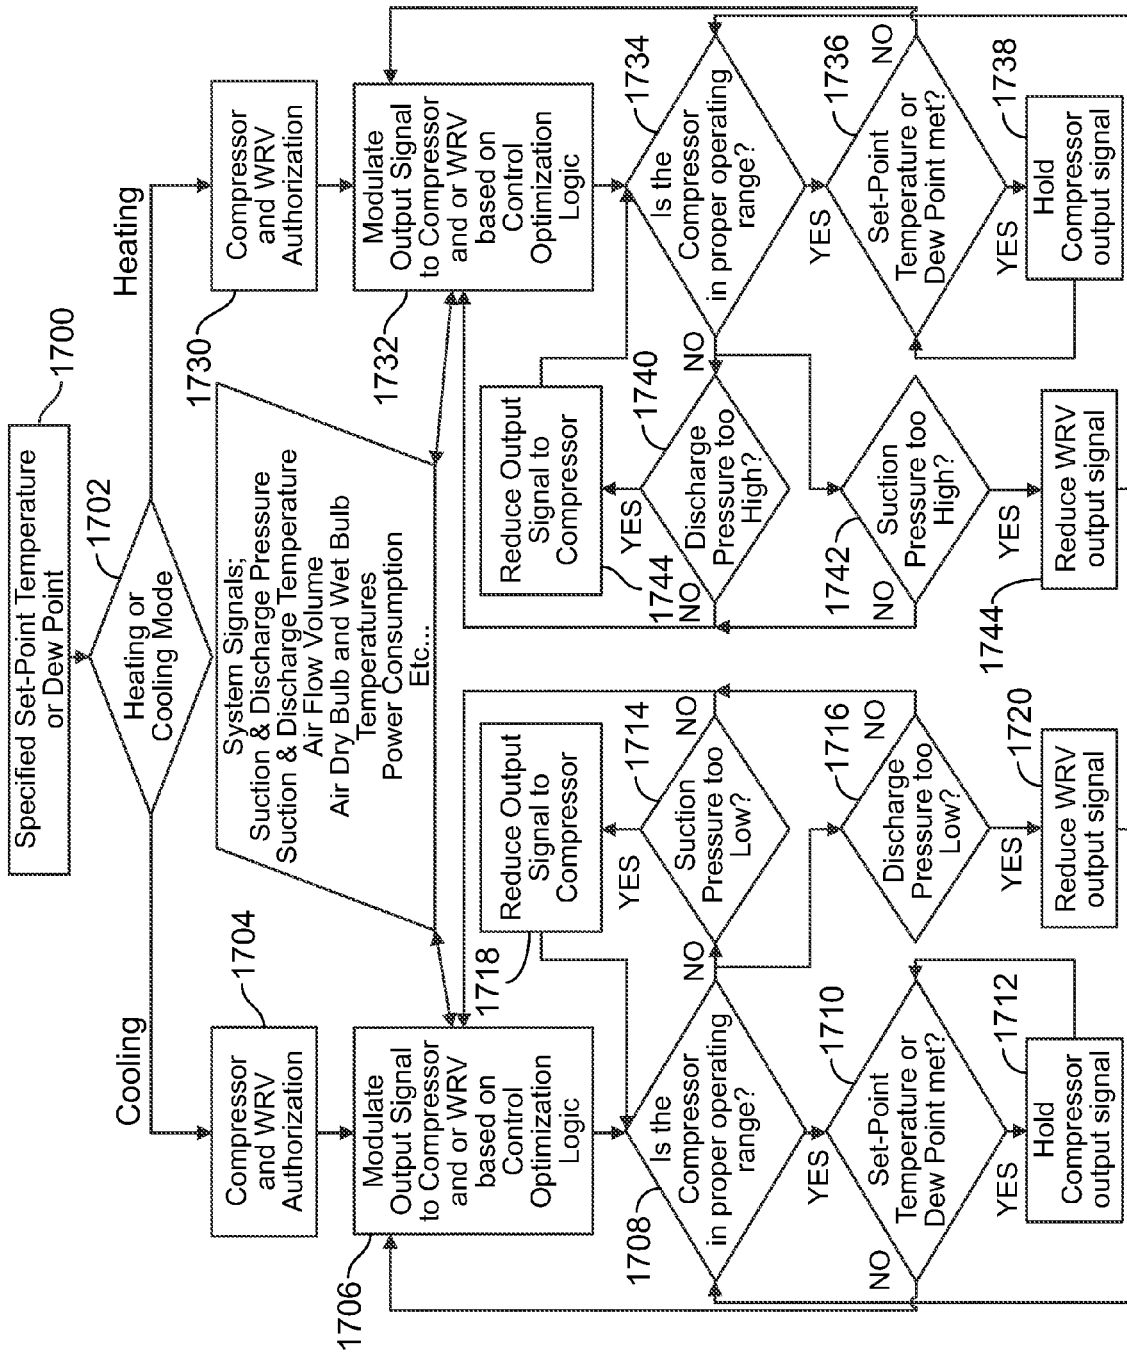 Specified Set-Point Temperature
or Dew Point
1700
Heating or
Cooling Mode
1702
Cooling
Heating
Compressor
and WRV
Authorization
1704
System Signals;
Suction & Discharge Pressure
Suction & Discharge Temperature
Air Flow Volume
Air Dry Bulb and Wet Bulb
Temperatures
Power Consumption
Etc...
Compressor
and WRV
Authorization
1730
Modulate
Output Signal
to Compressor
and or WRV
based on
Control
Optimization
Logic
1706
Modulate
Output Signal
to Compressor
and or WRV
based on
Control
Optimization
Logic
1732
Reduce Output
Signal to
Compressor
1718
Reduce Output
Signal to
Compressor
1744
Is the
Compressor
in proper operating
range?
1708
NO
YES
YES
Suction
Pressure too
Low?
1714
NO
YES
Discharge
Pressure too
High?
1740
NO
NO
Is the
Compressor
in proper operating
range?
1734
YES
Set-Point
Temperature or
Dew Point met?
1710
NO
YES
Discharge
Pressure too
Low?
1716
NO
YES
Suction
Pressure too
High?
1742
NO
YES
Set-Point
Temperature or
Dew Point met?
1736
NO
YES
Hold
Compressor
output signal
1712
Reduce WRV
output signal
1720
Reduce WRV
output signal
1744
Hold
Compressor
output signal
1738